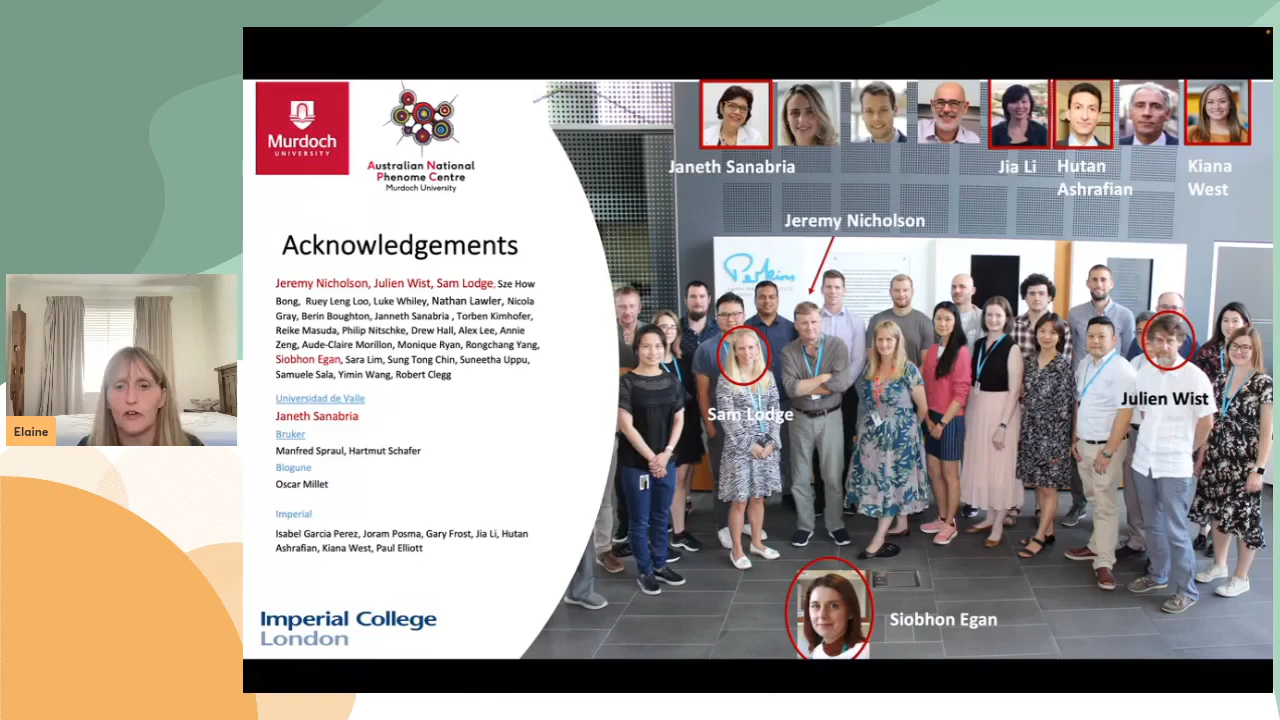 Murdoch
UNIVERSITY
Australian National
Phenome Centre
Murdoch University
Acknowledgements
Jeremy Nicholson, Julien Wist, Sam Lodge, Sze How
Bong, Ruey Leng Loo, Luke Whiley, Nathan Lawler, Nicola
Gray, Berin Boughton, Janneth Sanabria , Torben Kimhofer,
Reike Masuda, Philip Nitschke, Drew Hall, Alex Lee, Annie
Zeng, Aude-Claire Morillon, Monique Ryan, Rongchang Yang,
Siobhon Egan, Sara Lim, Sung Tong Chin, Suneetha Uppu,
Samuele Sala, Yimin Wang, Robert Clegg
Universidad de Valle
Janeth Sanabria
Bruker
Manfred Spraul, Hartmut Schafer
Biogune
Oscar Millet
Imperial
Isabel Garcia Perez, Joram Posma, Gary Frost, Jia Li, Hutan
Ashrafian, Kiana West, Paul Elliott
Imperial College
London
Janeth Sanabria
Jia Li
Hutan
Ashrafian
Kiana
West
Jeremy Nicholson
Perkins
Sam Lodge
Julien Wist
Siobhon Egan
Elaine